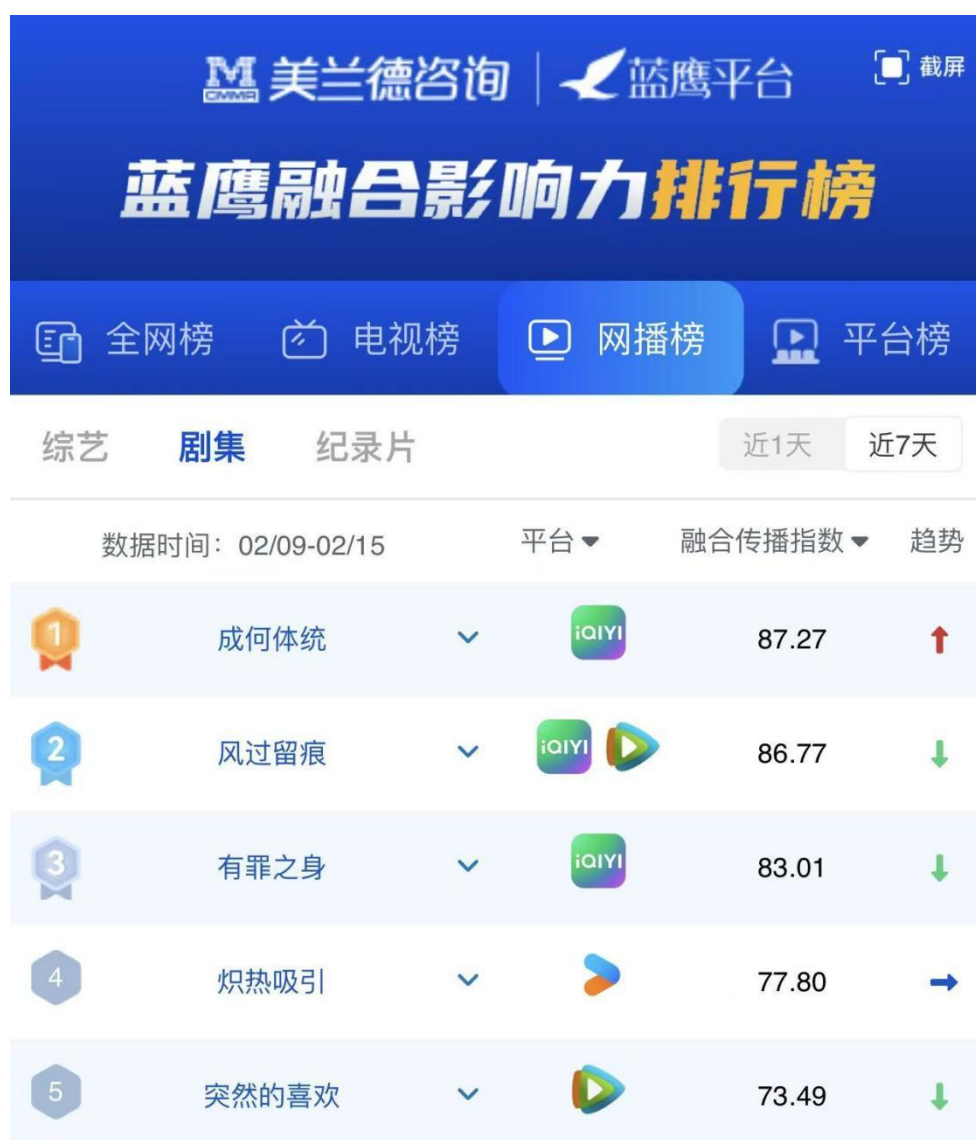 美兰德咨询 蓝鹰平台 截屏
CMMR
蓝鹰融合影响力排行榜
全网榜 电视榜 网播榜 平台榜
综艺 剧集 纪录片 近1天 近7天
数据时间：02/09-02/15 平台 融合传播指数 趋势
1 成何体统 iQIYI 87.27
2 风过留痕 iQIYI 86.77
3 有罪之身 iQIYI 83.01
4 炽热吸引 77.80
5 突然的喜欢 73.49